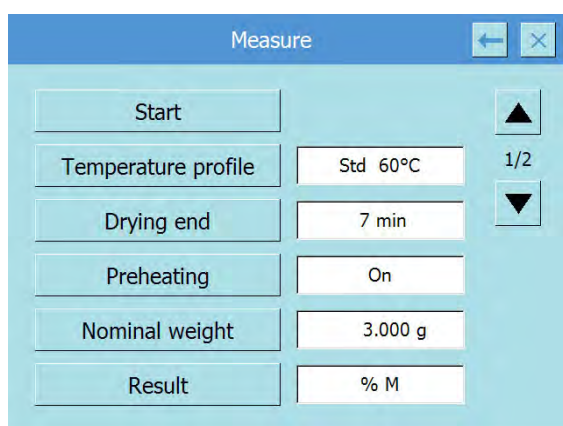 Measure
Start
Temperature profile Std 60°C 1/2
Drying end 7 min
Preheating On
Nominal weight 3.000 g
Result % M